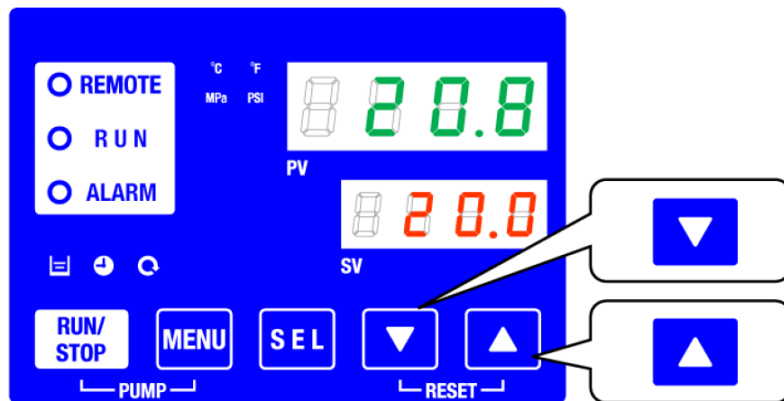 REMOTE
RUN
ALARM
°C °F
MPa PSI
20.8
PV
20.0
SV
RUN/
STOP
MENU
SEL
PUMP
RESET